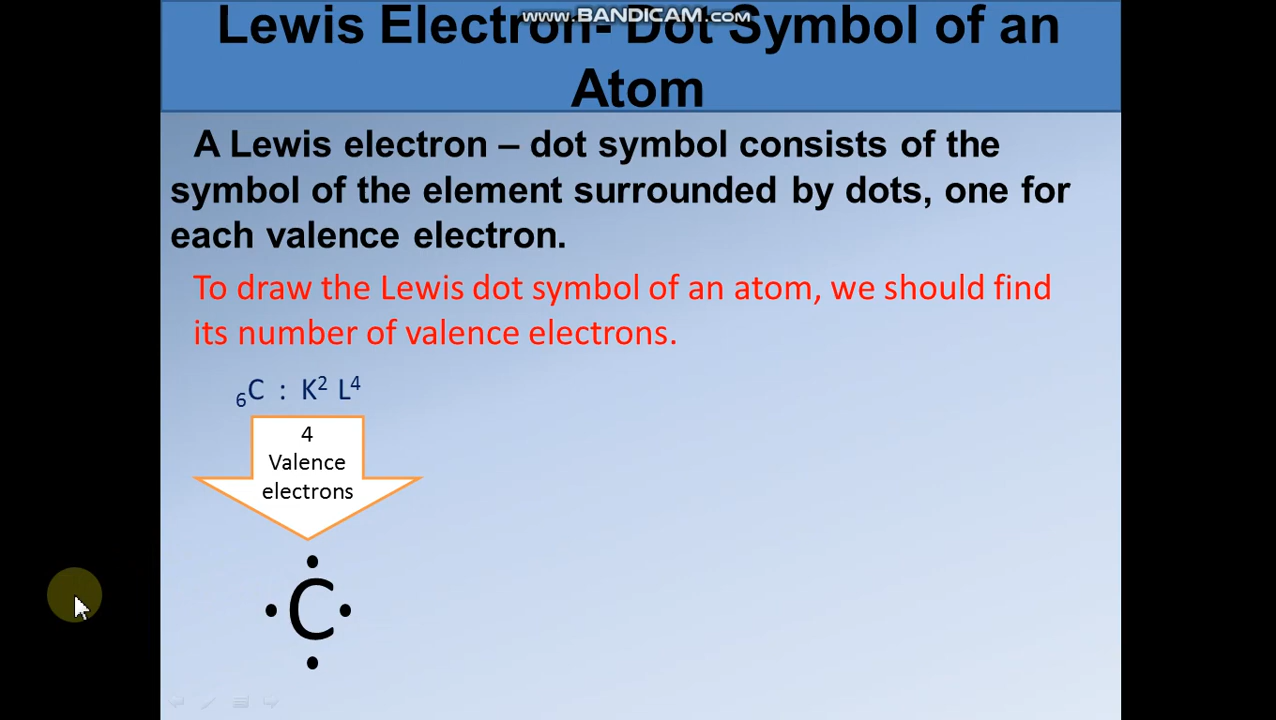 www.BANDICAM.com
Lewis Electron- Dot Symbol of an
Atom
A Lewis electron – dot symbol consists of the
symbol of the element surrounded by dots, one for
each valence electron.
To draw the Lewis dot symbol of an atom, we should find
its number of valence electrons.
₆C : K² L⁴
4
Valence
electrons
C